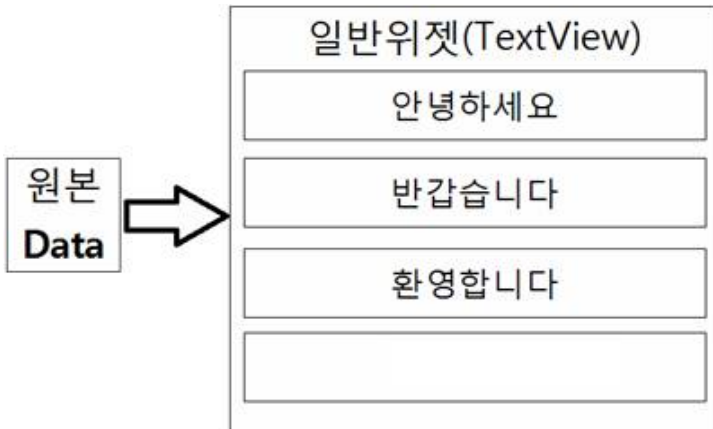 일반위젯(TextView)
안녕하세요
원본
Data
반갑습니다
환영합니다